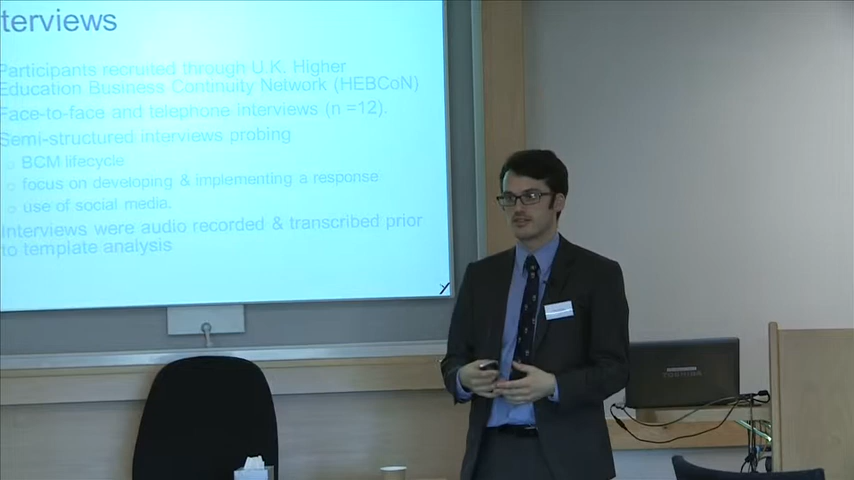 terviews
Participants recruited through U.K. Higher
Education Business Continuity Network (HEBCoN)
Face-to-face and telephone interviews (n =12).
Semi-structured interviews probing
○ BCM lifecycle
○ focus on developing & implementing a response
○ use of social media.
Interviews were audio recorded & transcribed prior
to template analysis
TOSHIBA